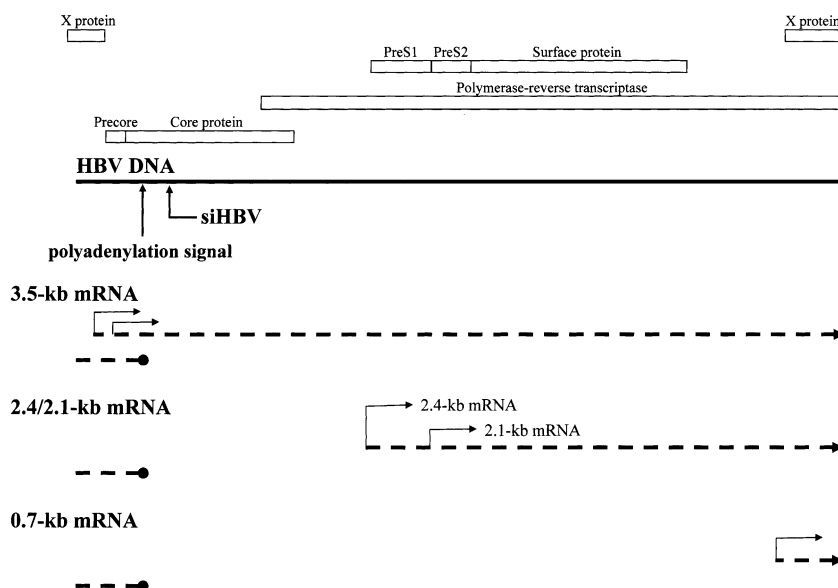 X protein
X protein
PreS1
PreS2
Surface protein
Polymerase-reverse transcriptase
Precore
Core protein
HBV DNA
siHBV
polyadenylation signal
3.5-kb mRNA
2.4/2.1-kb mRNA
2.4-kb mRNA
2.1-kb mRNA
0.7-kb mRNA